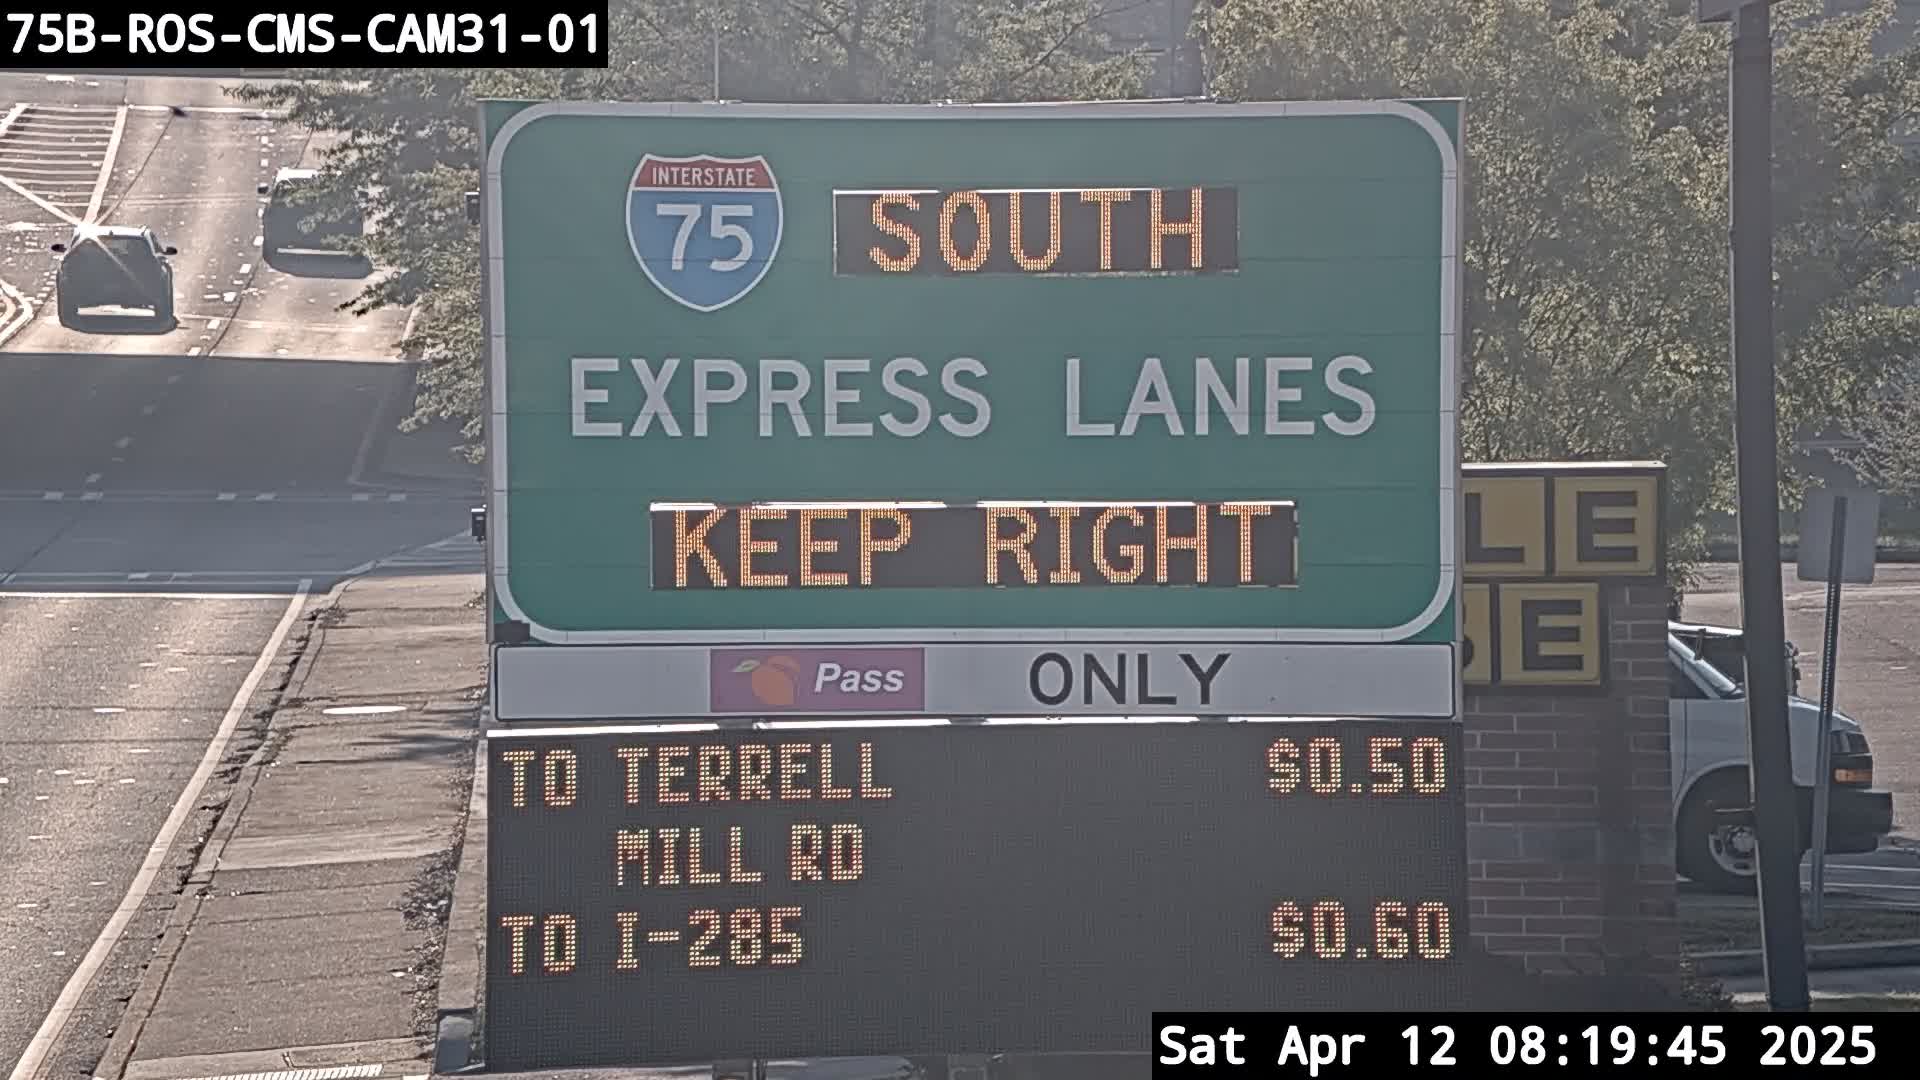 75B-ROS-CMS-CAM31-01
INTERSTATE
75
SOUTH
EXPRESS LANES
KEEP RIGHT
Pass ONLY
TO TERRELL $0.50
MILL RD
TO I-285 $0.60
LE
E
Sat Apr 12 08:19:45 2025